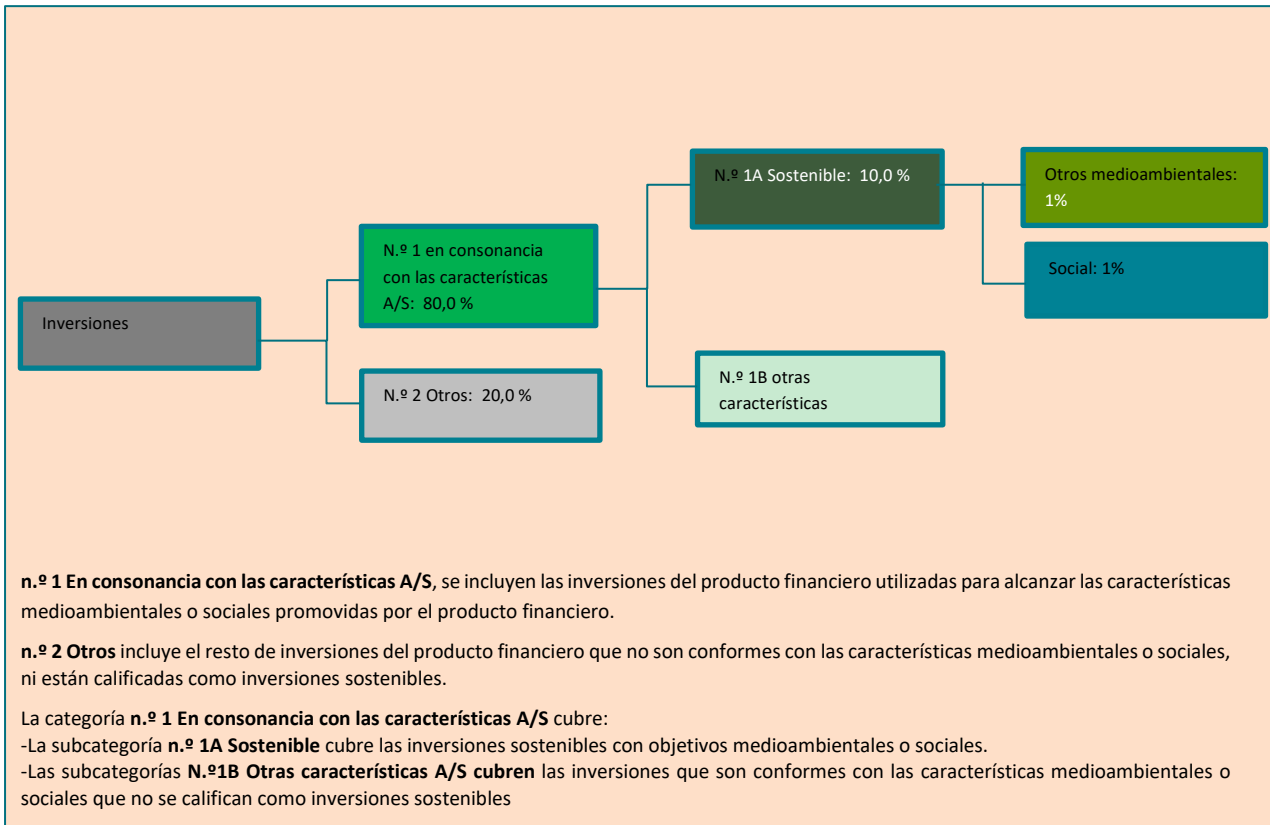 N.º 1A Sostenible: 10,0 %
Otros medioambientales:
1%
N.º 1 en consonancia
con las características
A/S: 80,0 %
Social: 1%
Inversiones
N.º 2 Otros: 20,0 %
N.º 1B otras
características
n.º 1 En consonancia con las características A/S, se incluyen las inversiones del producto financiero utilizadas para alcanzar las características
medioambientales o sociales promovidas por el producto financiero.
n.º 2 Otros incluye el resto de inversiones del producto financiero que no son conformes con las características medioambientales o sociales,
ni están calificadas como inversiones sostenibles.
La categoría n.º 1 En consonancia con las características A/S cubre:
-La subcategoría n.º 1A Sostenible cubre las inversiones sostenibles con objetivos medioambientales o sociales.
-Las subcategorías N.º1B Otras características A/S cubren las inversiones que son conformes con las características medioambientales o
sociales que no se califican como inversiones sostenibles